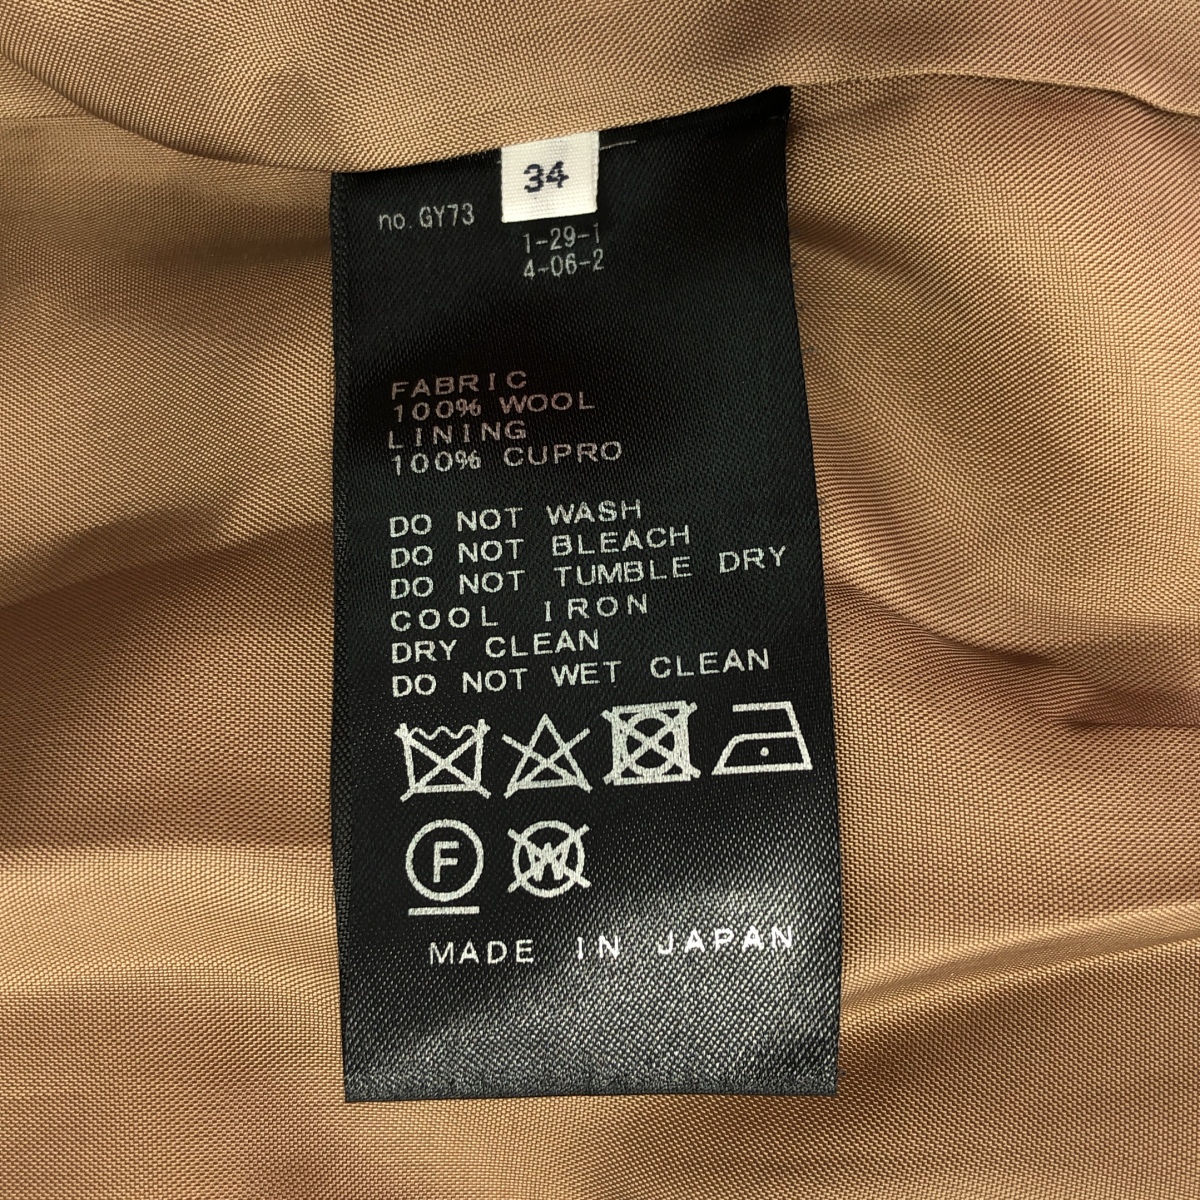 34
no. GY73
1-29-1
4-06-2
FABRIC
100% WOOL
LINING
100% CUPRO
DO NOT WASH
DO NOT BLEACH
DO NOT TUMBLE DRY
COOL IRON
DRY CLEAN
DO NOT WET CLEAN
F W
MADE IN JAPAN